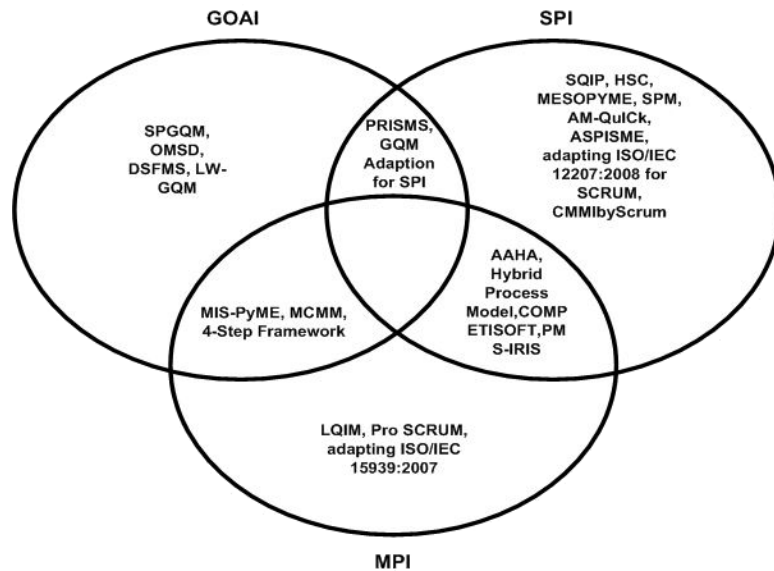 GOAI
SPI
SPGQM,
OMSD,
DSFMS, LW-
GQM
PRISMS,
GQM
Adaption
for SPI
SQIP, HSC,
MESOPYME, SPM,
AM-QuICk,
ASPISME,
adapting ISO/IEC
12207:2008 for
SCRUM,
CMMIbyScrum
MIS-PyME, MCMM,
4-Step Framework
AAHA,
Hybrid
Process
Model,COMP
ETISOFT,PM
S-IRIS
LQIM, Pro SCRUM,
adapting ISO/IEC
15939:2007
MPI